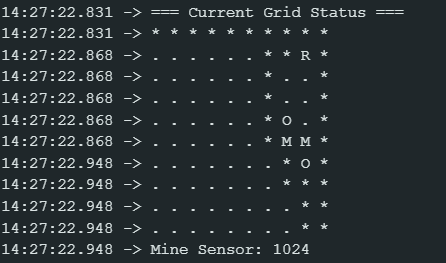 14:27:22.831 -> === Current Grid Status ===
14:27:22.831 -> * * * * * * * * * *
14:27:22.868 -> . . . . . . * * R *
14:27:22.868 -> . . . . . . * . . *
14:27:22.868 -> . . . . . . * . . *
14:27:22.868 -> . . . . . . * O . *
14:27:22.868 -> . . . . . . * M M *
14:27:22.948 -> . . . . . . . * O *
14:27:22.948 -> . . . . . . . * * *
14:27:22.948 -> . . . . . . . . * *
14:27:22.948 -> . . . . . . . . * *
14:27:22.948 -> Mine Sensor: 1024